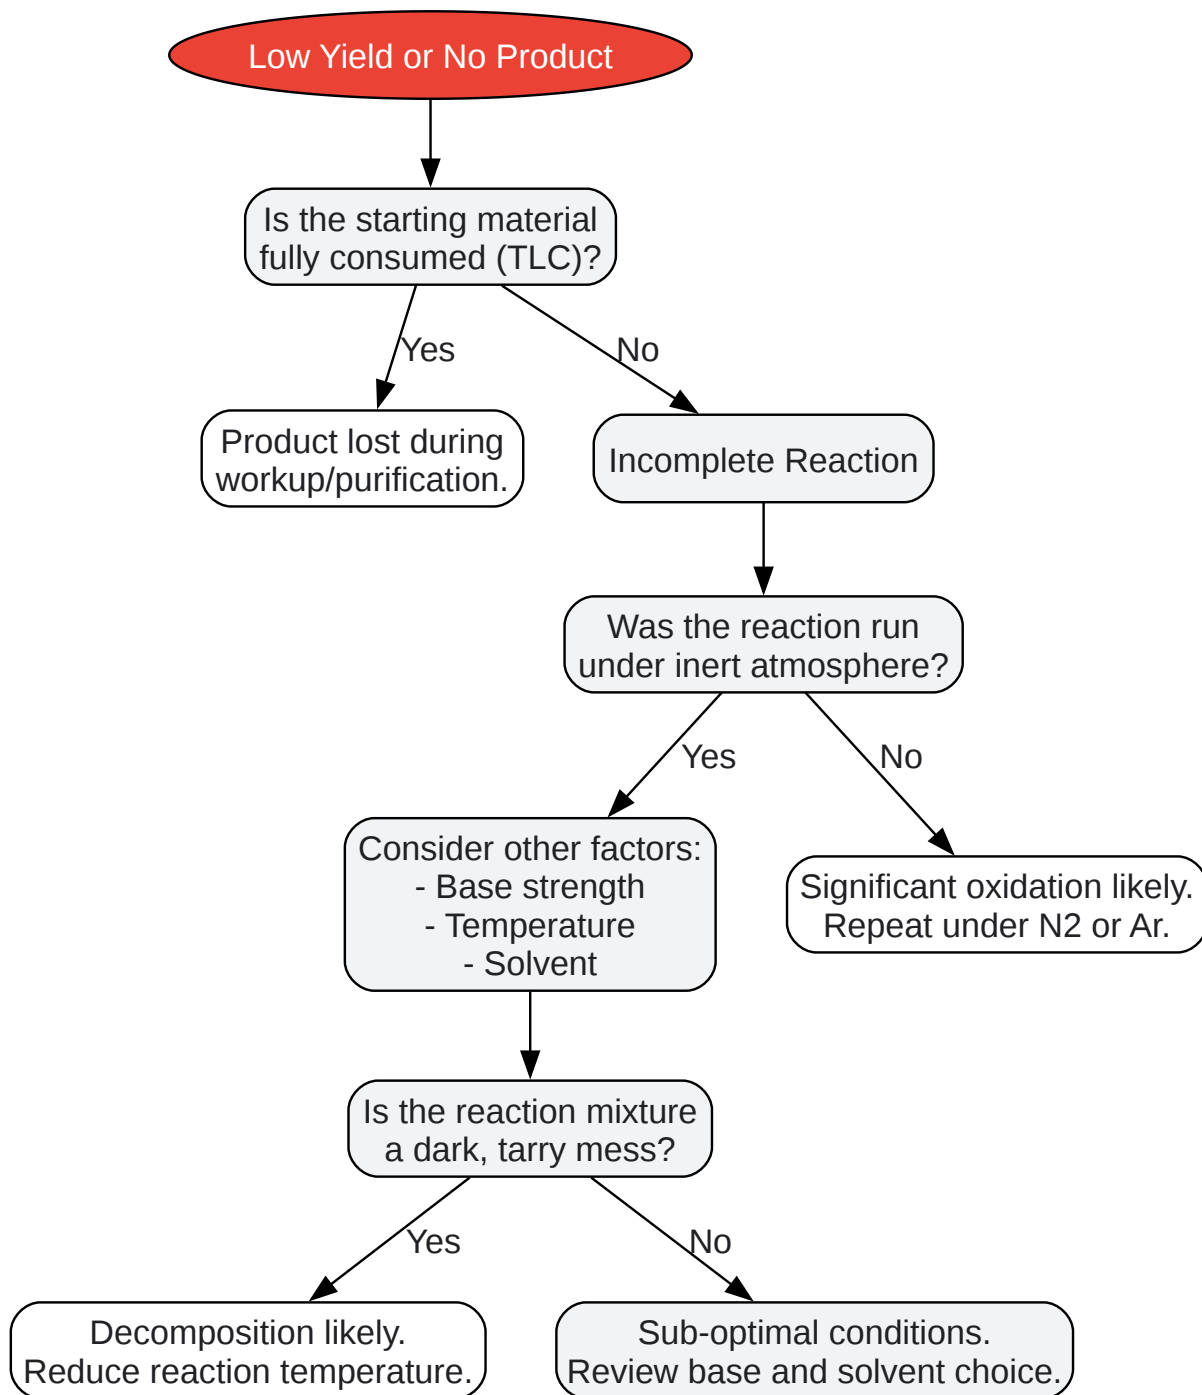 Low Yield or No Product
Is the starting material
fully consumed (TLC)?
Yes
No
Product lost during
workup/purification.
Incomplete Reaction
Was the reaction run
under inert atmosphere?
Yes
No
Consider other factors:
- Base strength
- Temperature
- Solvent
Significant oxidation likely.
Repeat under N2 or Ar.
Is the reaction mixture
a dark, tarry mess?
Yes
No
Decomposition likely.
Reduce reaction temperature.
Sub-optimal conditions.
Review base and solvent choice.